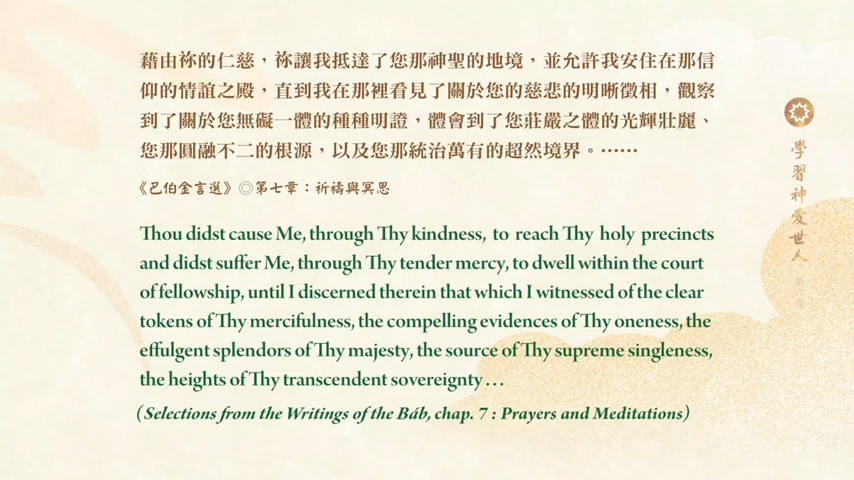 藉由祢的仁慈，祢讓我抵達了您那神聖的地境，並允許我安住在那信
仰的情誼之殿，直到我在那裡看見了關於您的慈悲的明晰徵相，觀察
到了關於您無礙一體的種種明證，體會到了您莊嚴之體的光輝壯麗、
您那圓融不二的根源，以及您那統治萬有的超然境界。……
《巴伯金言選》◎第七章：祈禱與冥思
Thou didst cause Me, through Thy kindness, to reach Thy holy precincts
and didst suffer Me, through Thy tender mercy, to dwell within the court
of fellowship, until I discerned therein that which I witnessed of the clear
tokens of Thy mercifulness, the compelling evidences of Thy oneness, the
effulgent splendors of Thy majesty, the source of Thy supreme singleness,
the heights of Thy transcendent sovereignty…
(Selections from the Writings of the Báb, chap. 7 : Prayers and Meditations)
學習神愛世人